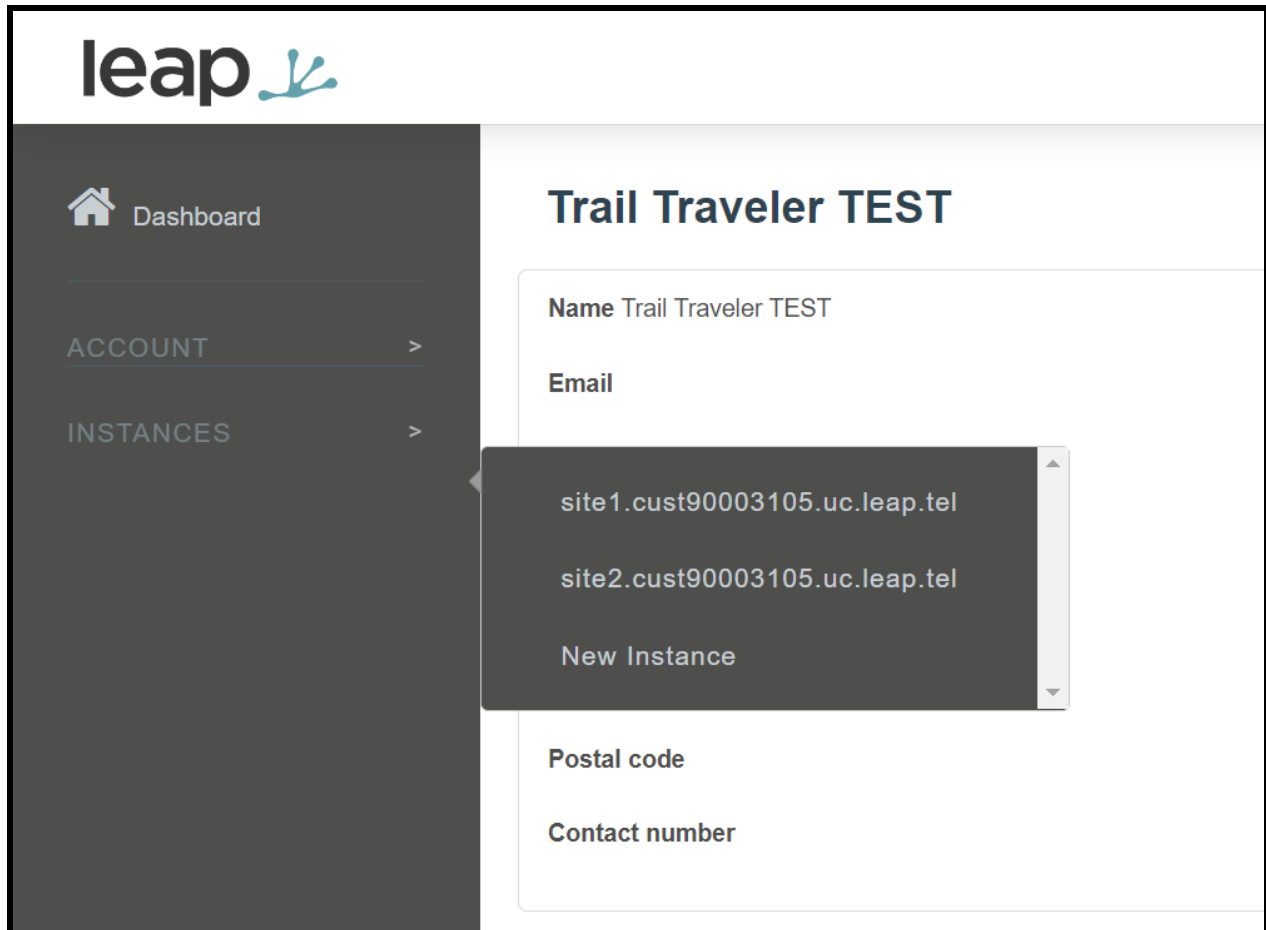 leap
Dashboard
ACCOUNT >
INSTANCES >
Trail Traveler TEST
Name Trail Traveler TEST
Email
site1.cust90003105.uc.leap.tel
site2.cust90003105.uc.leap.tel
New Instance
Postal code
Contact number